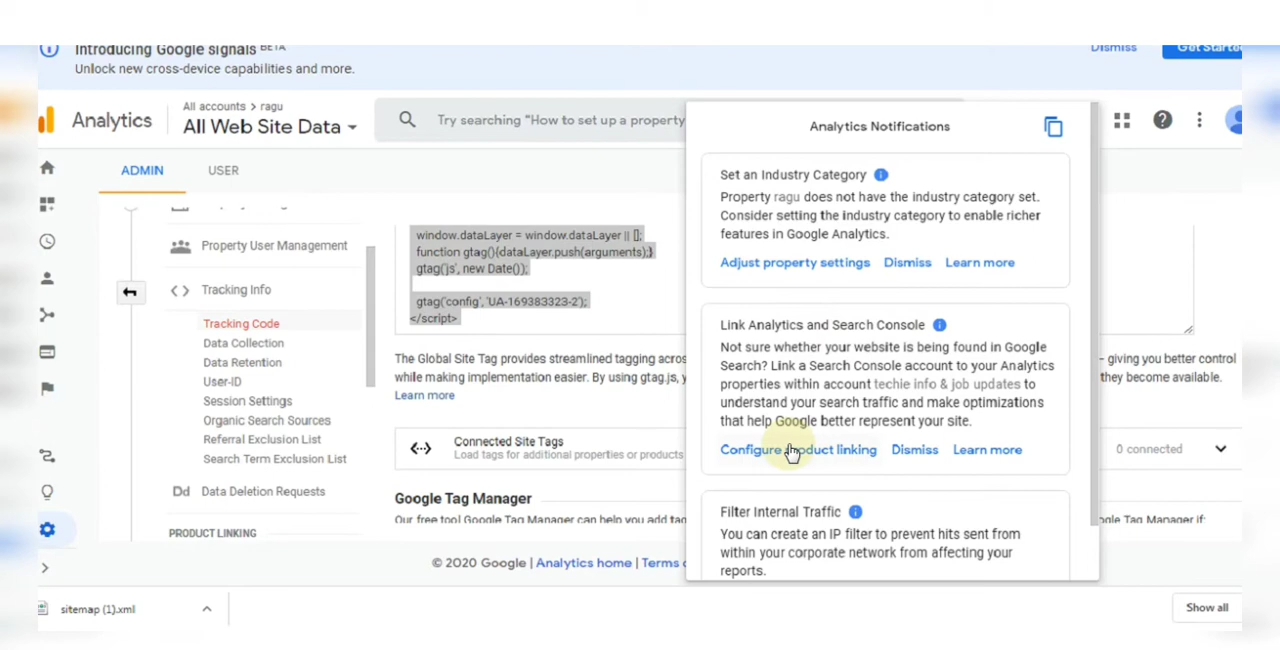 Introducing Google signals BETA
Unlock new cross-device capabilities and more.
Dismiss
Get Started
Analytics
All accounts > ragu
All Web Site Data
Try searching "How to set up a property
ADMIN
USER
Property User Management
Tracking Info
Tracking Code
Data Collection
Data Retention
User-ID
Session Settings
Organic Search Sources
Referral Exclusion List
Search Term Exclusion List
Dd Data Deletion Requests
PRODUCT LINKING
window.dataLayer = window.dataLayer || [];
function gtag(){dataLayer.push(arguments);}
gtag('js', new Date());
gtag('config', 'UA-169383323-2');
</script>
The Global Site Tag provides streamlined tagging acros
– giving you better control
while making implementation easier. By using gtag.js, y
they become available.
Learn more
Connected Site Tags
Load tags for additional properties or products
0 connected
Google Tag Manager
Our free tool Google Tag Manager can help you add tag
ogle Tag Manager if:
Analytics Notifications
Set an Industry Category
Property ragu does not have the industry category set.
Consider setting the industry category to enable richer
features in Google Analytics.
Adjust property settings Dismiss Learn more
Link Analytics and Search Console
Not sure whether your website is being found in Google
Search? Link a Search Console account to your Analytics
properties within account techie info & job updates to
understand your search traffic and make optimizations
that help Google better represent your site.
Configure product linking Dismiss Learn more
Filter Internal Traffic
You can create an IP filter to prevent hits sent from
within your corporate network from affecting your
reports.
© 2020 Google | Analytics home | Terms o
sitemap (1).xml
Show all